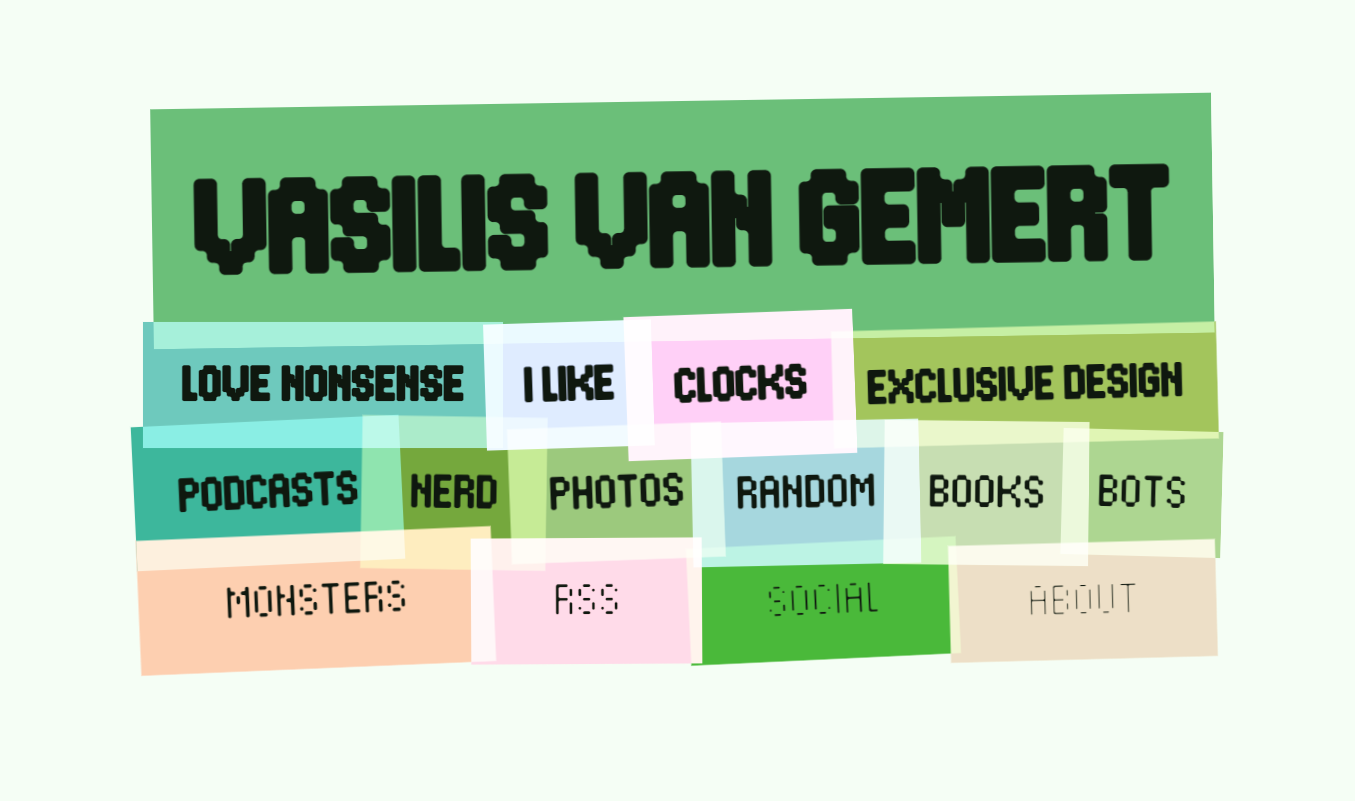 VASILIS VAN GEMERT
LOVE NONSENSE I LIKE CLOCKS EXCLUSIVE DESIGN
PODCASTS NERD PHOTOS RANDOM BOOKS BOTS
MONSTERS RSS SOCIAL ABOUT